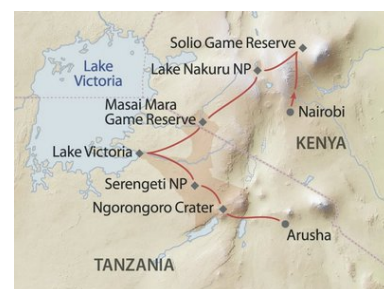 Solio Game Reserve
Lake
Victoria
Lake Nakuru NP
Masai Mara
Game Reserve
Nairobi
KENYA
Lake Victoria
Serengeti NP
Ngorongoro Crater
Arusha
TANZANIA